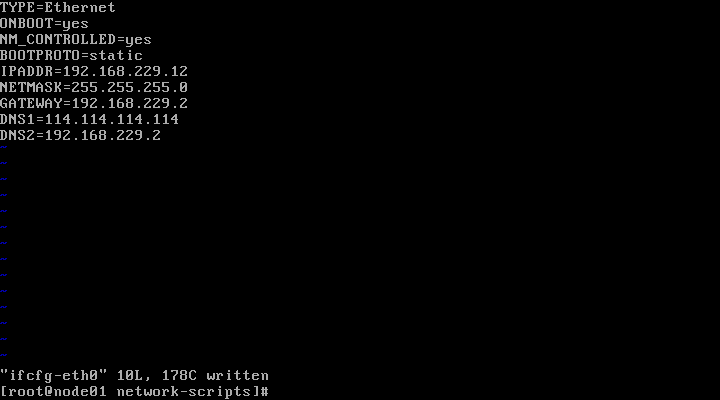 TYPE=Ethernet
ONBOOT=yes
NM_CONTROLLED=yes
BOOTPROTO=static
IPADDR=192.168.229.12
NETMASK=255.255.255.0
GATEWAY=192.168.229.2
DNS1=114.114.114.114
DNS2=192.168.229.2
~
~
~
~
~
~
~
~
~
~
~
~
~
~
"ifcfg-eth0" 10L, 178C written
[root@node01 network-scripts]#